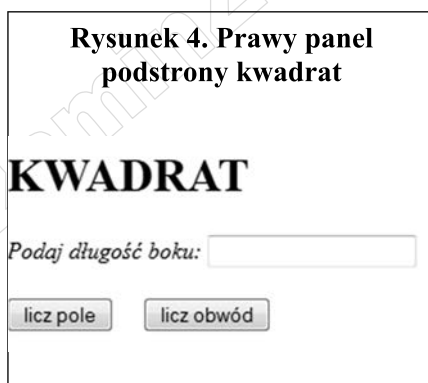 Rysunek 4. Prawy panel
podstrony kwadrat
KWADRAT
Podaj długość boku:
licz pole licz obwód